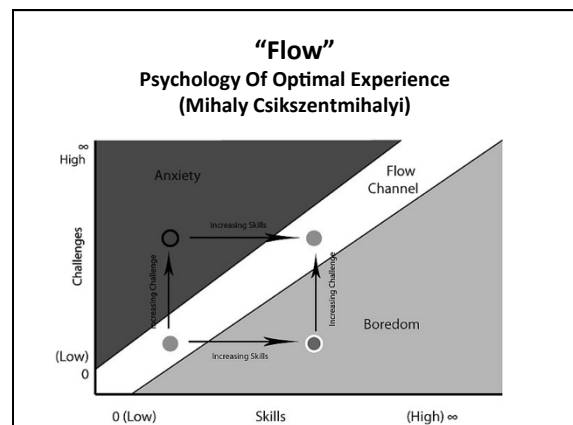 “Flow”
Psychology Of Optimal Experience
(Mihaly Csikszentmihalyi)
∞
High
Anxiety
Flow
Channel
Increasing Skills
Challenges
Increasing Challenge
Increasing Challenge
Boredom
(Low)
0
Increasing Skills
0 (Low) Skills (High) ∞